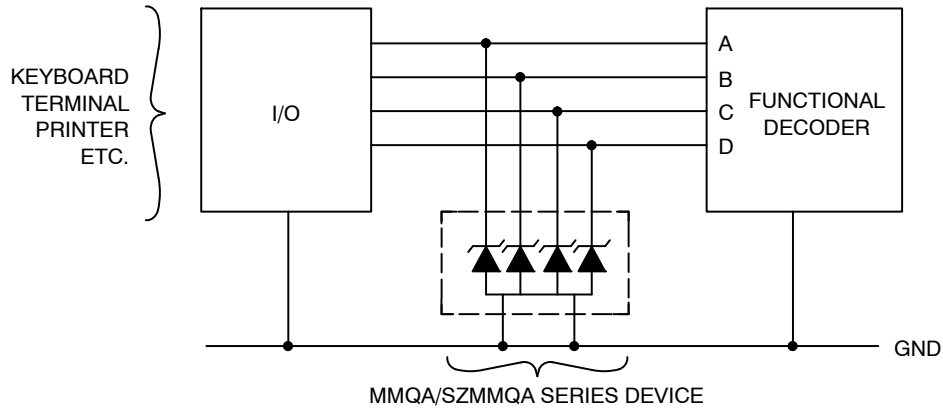 KEYBOARD
TERMINAL
PRINTER
ETC.
I/O
A
B
C
D
FUNCTIONAL
DECODER
GND
MMQA/SZMMQA SERIES DEVICE